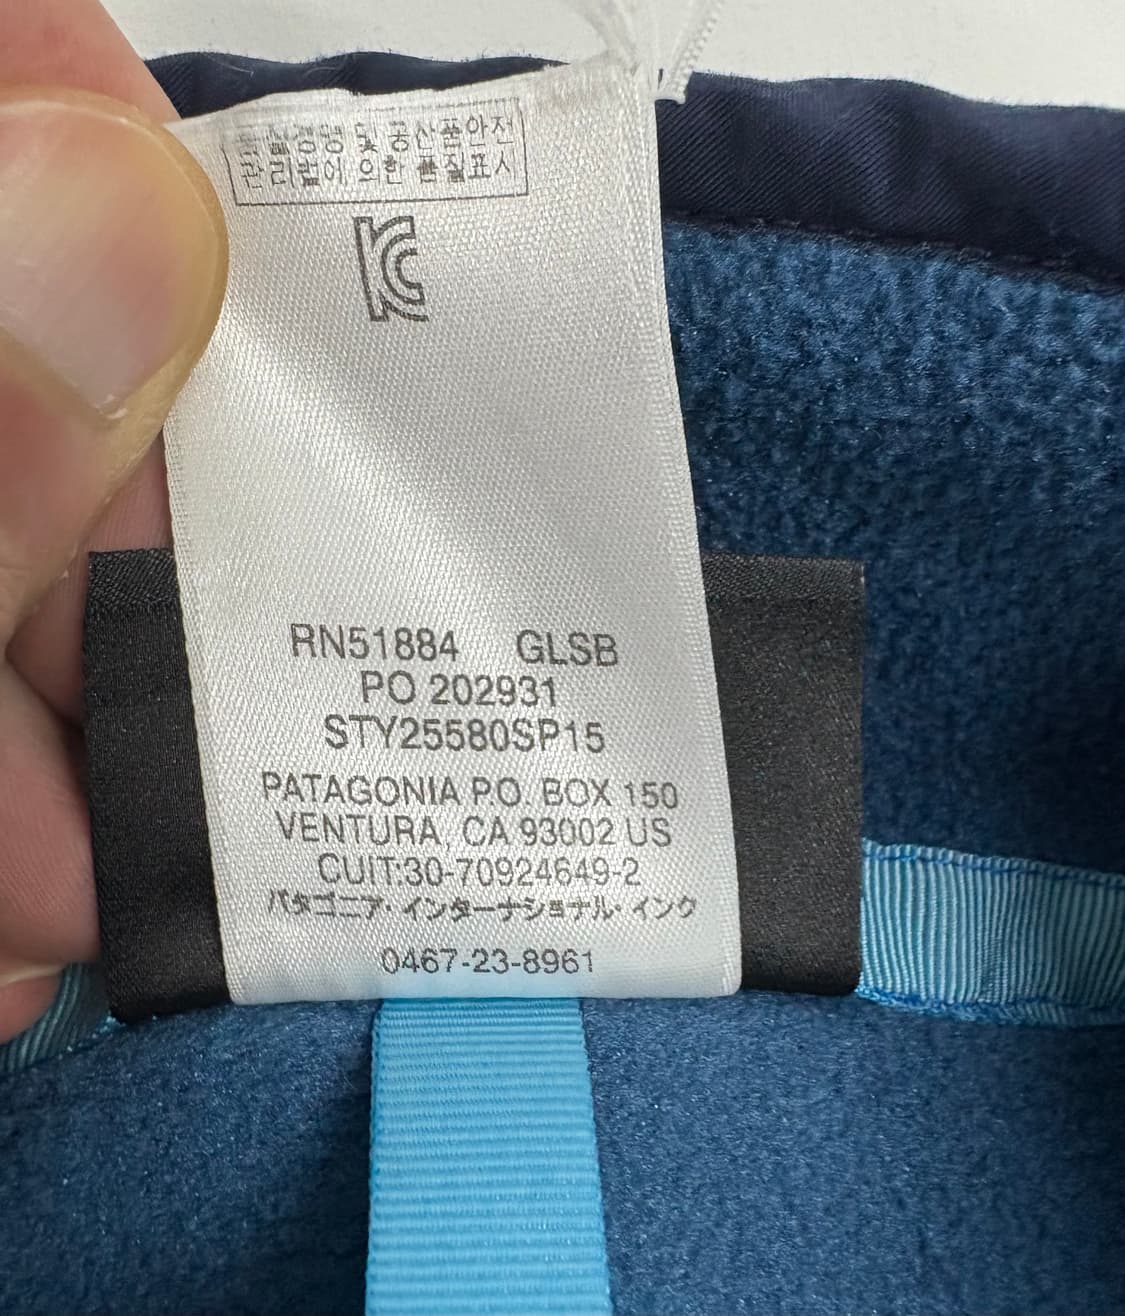 품질경영 및 공산품안전
관리법에 의한 품질표시
KC
RN51884 GLSB
PO 202931
STY25580SP15
PATAGONIA P.O. BOX 150
VENTURA, CA 93002 US
CUIT:30-70924649-2
パタゴニア・インターナショナル・インク
0467-23-8961